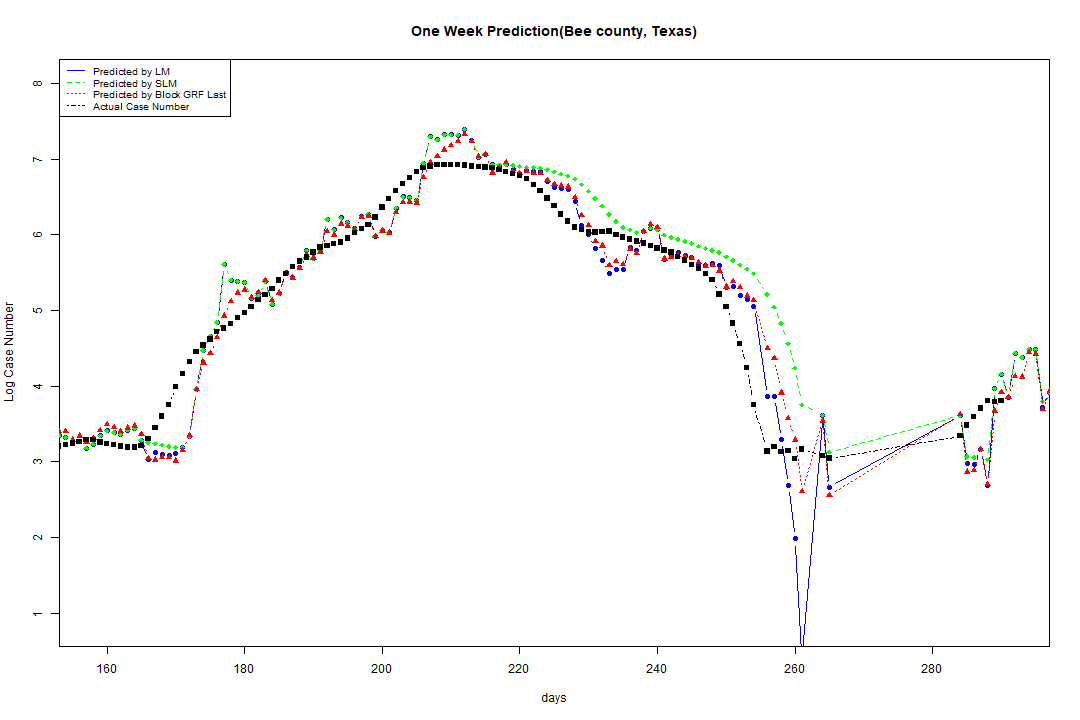 One Week Prediction(Bee county, Texas)
Predicted by LM
Predicted by SLM
Predicted by Block GRF Last
Actual Case Number
8
7
6
5
4
3
2
1
Log Case Number
160 180 200 220 240 260 280
days